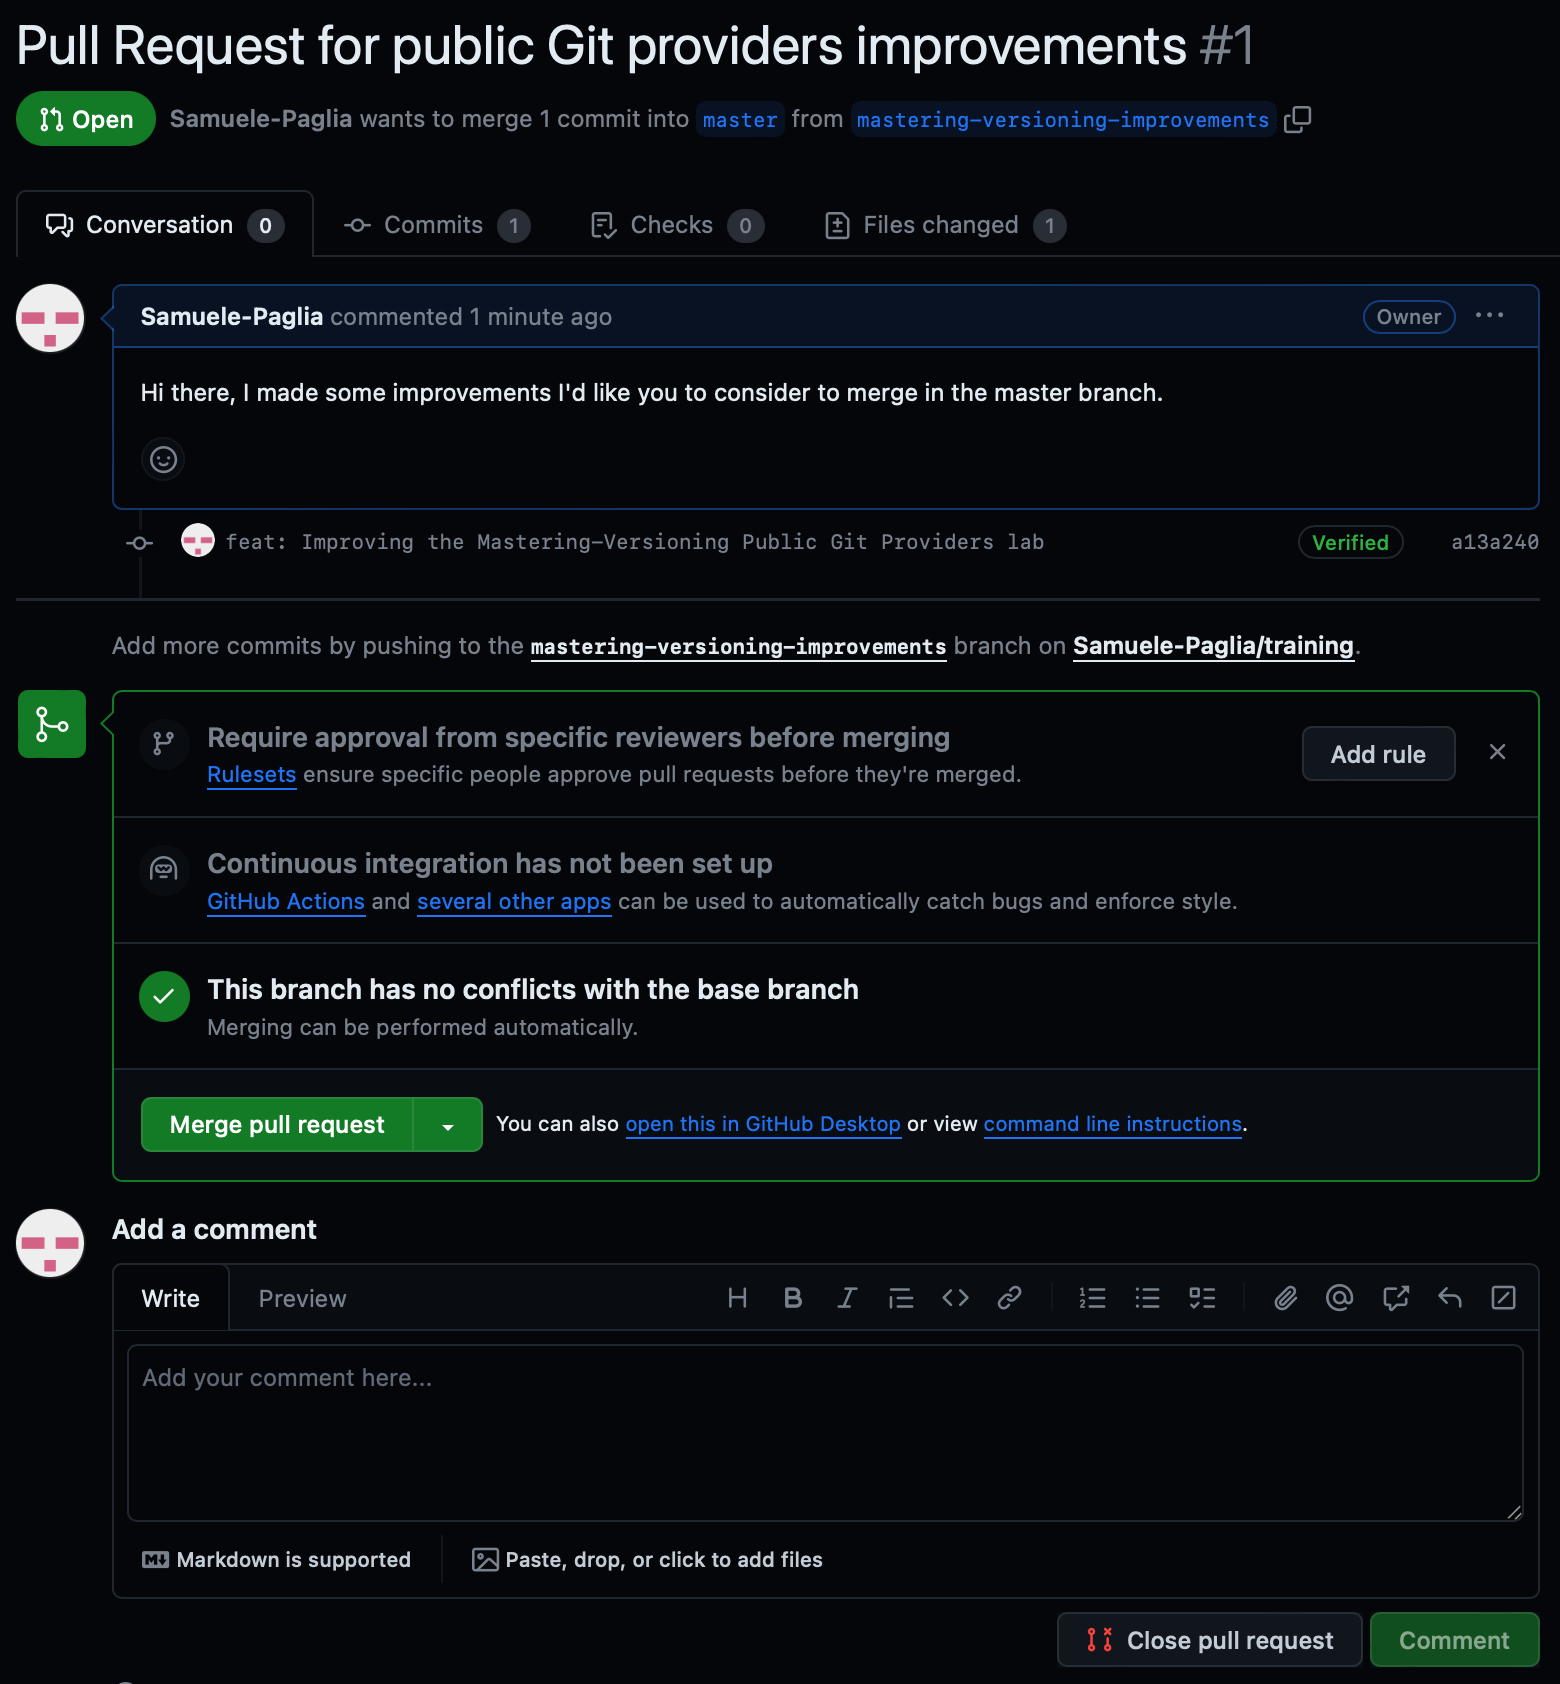 Pull Request for public Git providers improvements #1
Open Samuele-Paglia wants to merge 1 commit into master from mastering-versioning-improvements
Conversation 0 Commits 1 Checks 0 Files changed 1
Samuele-Paglia commented 1 minute ago Owner
Hi there, I made some improvements I'd like you to consider to merge in the master branch.
feat: Improving the Mastering-Versioning Public Git Providers lab Verified a13a240
Add more commits by pushing to the mastering-versioning-improvements branch on Samuele-Paglia/training.
Require approval from specific reviewers before merging
Rulesets ensure specific people approve pull requests before they're merged.
Add rule
Continuous integration has not been set up
GitHub Actions and several other apps can be used to automatically catch bugs and enforce style.
This branch has no conflicts with the base branch
Merging can be performed automatically.
Merge pull request You can also open this in GitHub Desktop or view command line instructions.
Add a comment
Write Preview
Add your comment here...
Markdown is supported Paste, drop, or click to add files
Close pull request Comment